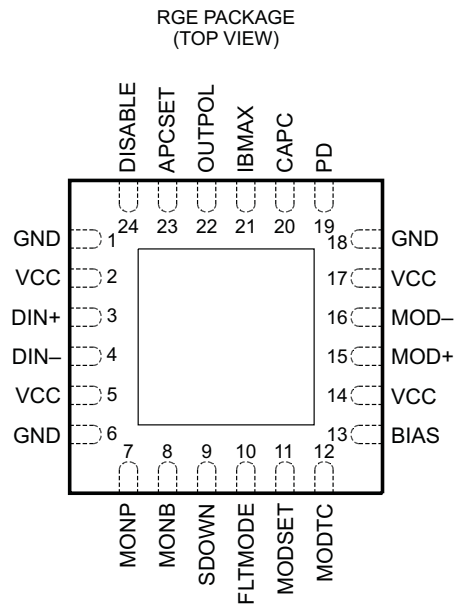 RGE PACKAGE
(TOP VIEW)
DISABLE
APCSET
OUTPOL
IBMAX
CAPC
PD
24 23 22 21 20 19
GND 1 18 GND
VCC 2 17 VCC
DIN+ 3 16 MOD–
DIN– 4 15 MOD+
VCC 5 14 VCC
GND 6 13 BIAS
7 8 9 10 11 12
MONP
MONB
SDOWN
FLTMODE
MODSET
MODTC